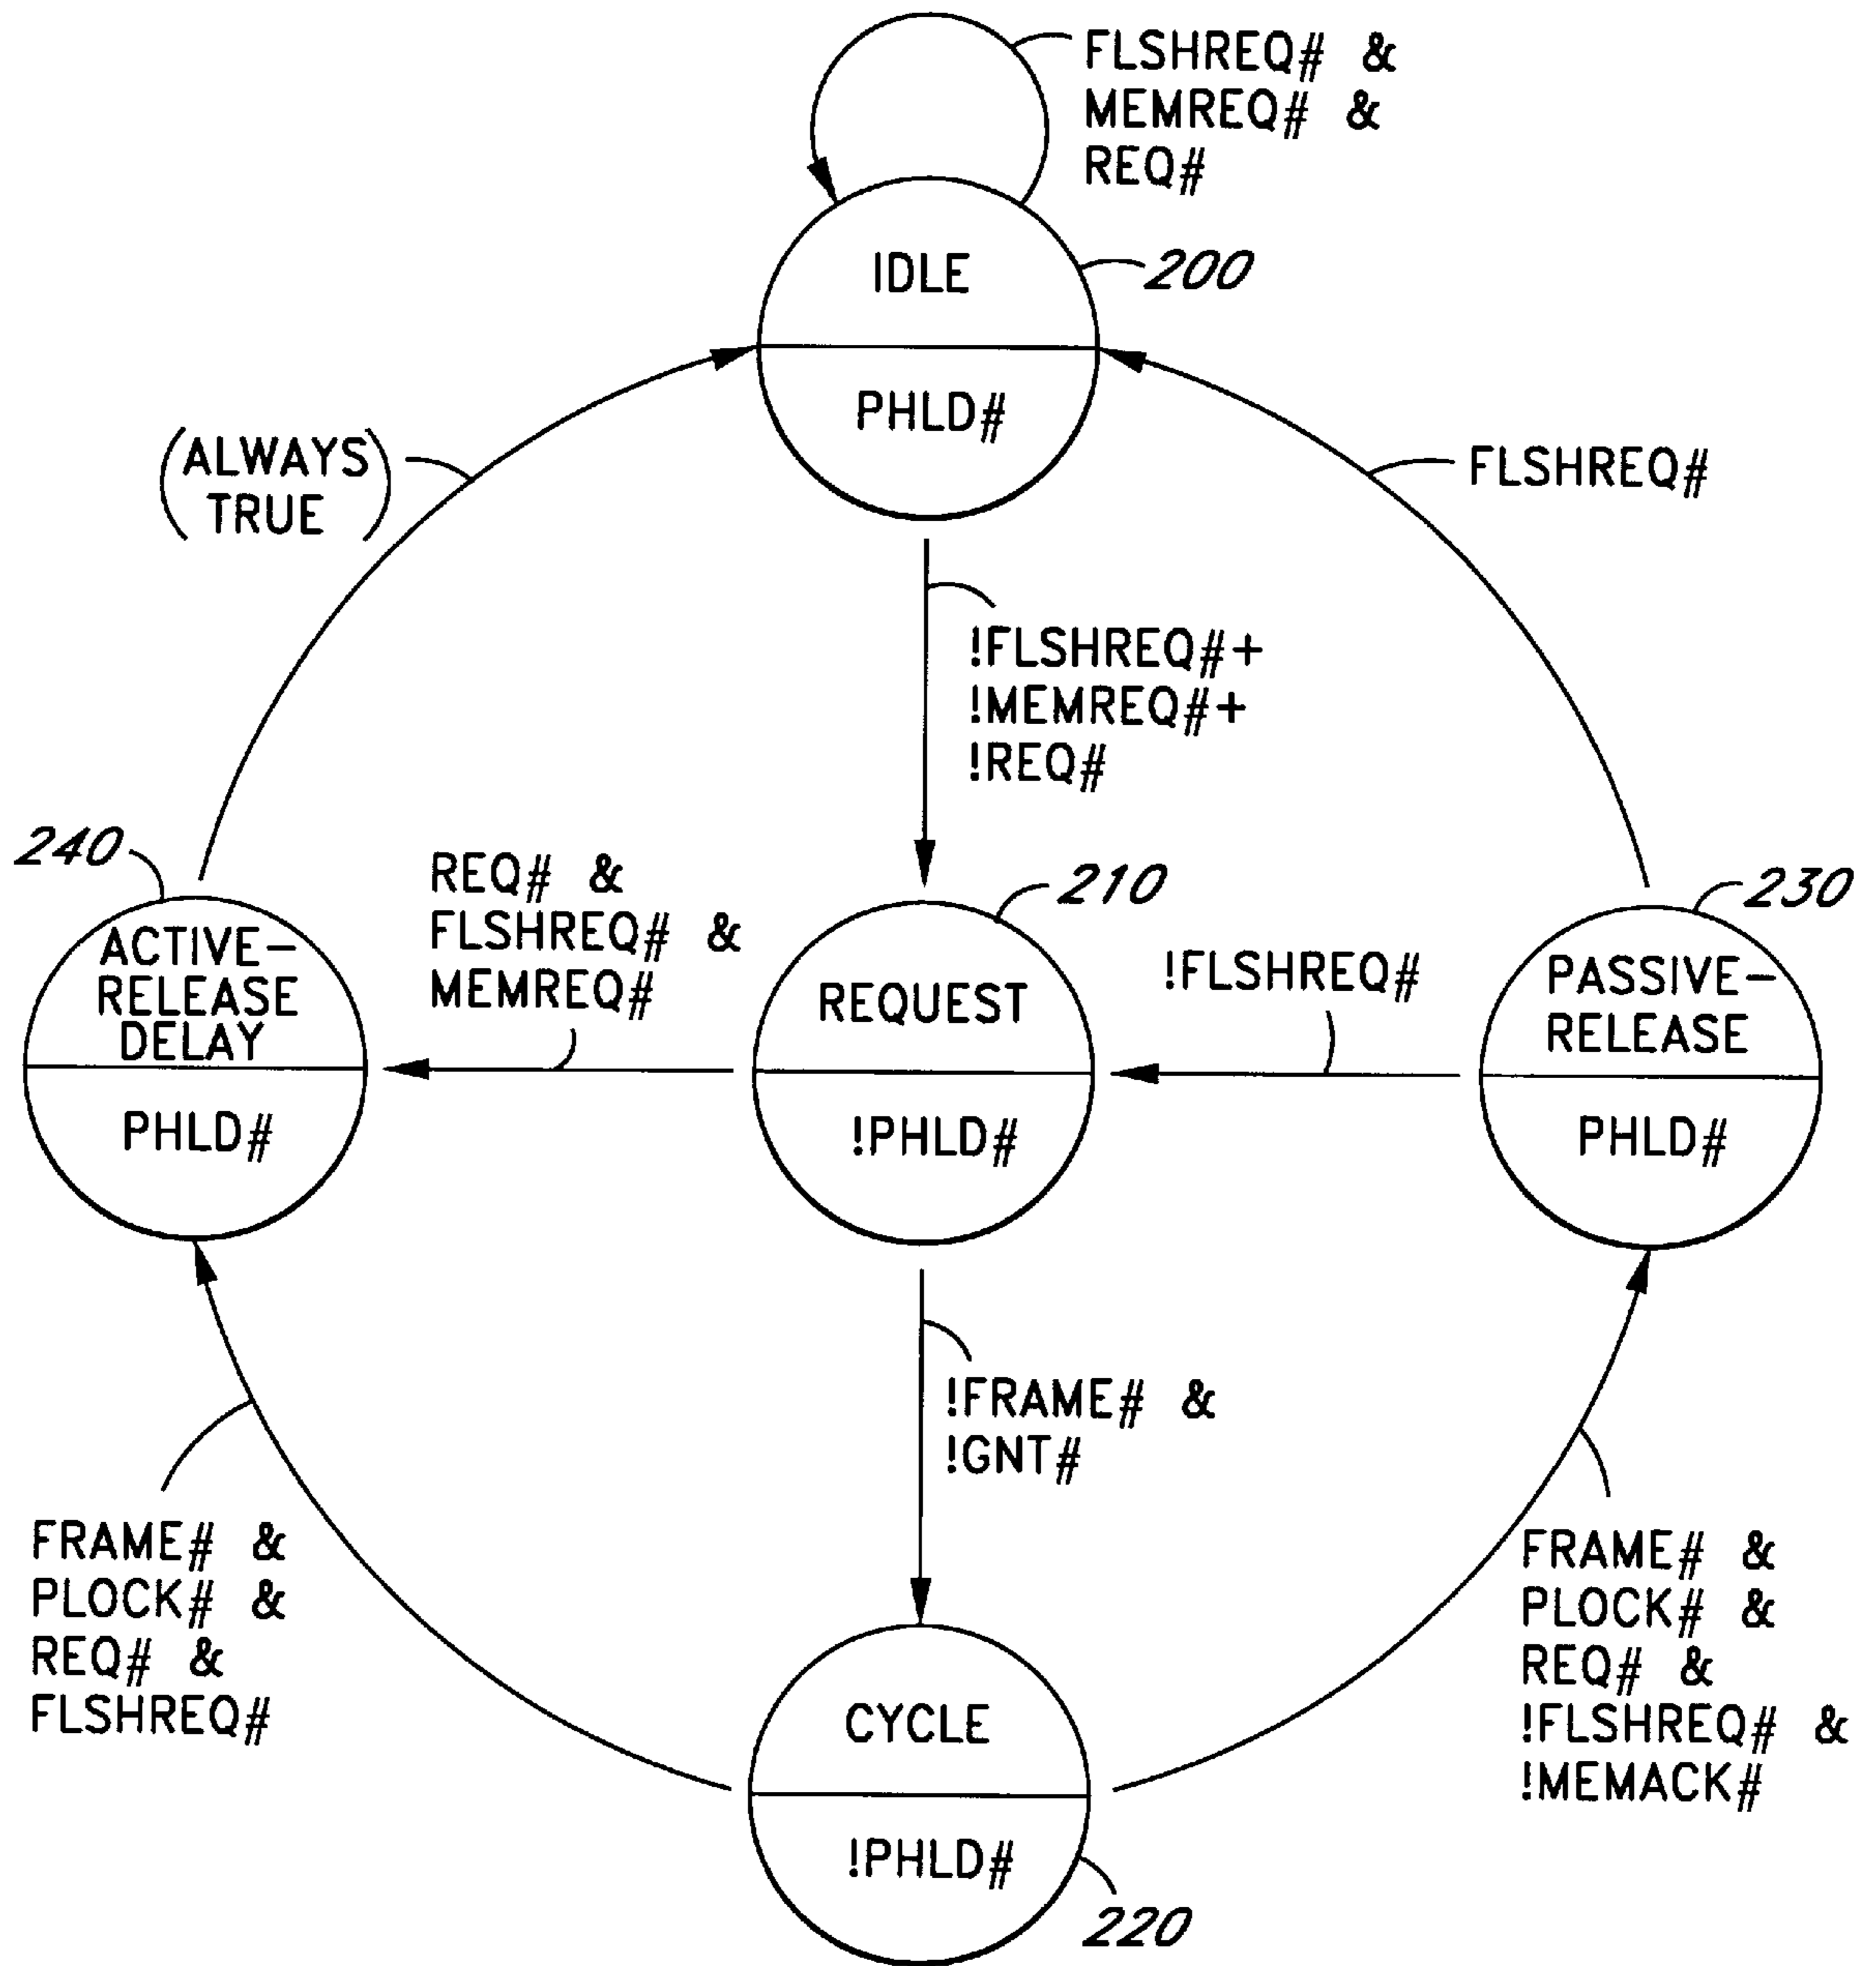 FLSHREQ# &
MEMREQ# &
REQ#
IDLE
200
PHLD#
(ALWAYS
TRUE)
FLSHREQ#
!FLSHREQ#+
!MEMREQ#+
!REQ#
240
REQ# &
FLSHREQ# &
MEMREQ#
210
230
ACTIVE-
RELEASE
DELAY
PHLD#
REQUEST
!PHLD#
!FLSHREQ#
PASSIVE-
RELEASE
PHLD#
!FRAME# &
!GNT#
FRAME# &
PLOCK# &
REQ# &
FLSHREQ#
FRAME# &
PLOCK# &
REQ# &
!FLSHREQ# &
!MEMACK#
CYCLE
!PHLD#
220